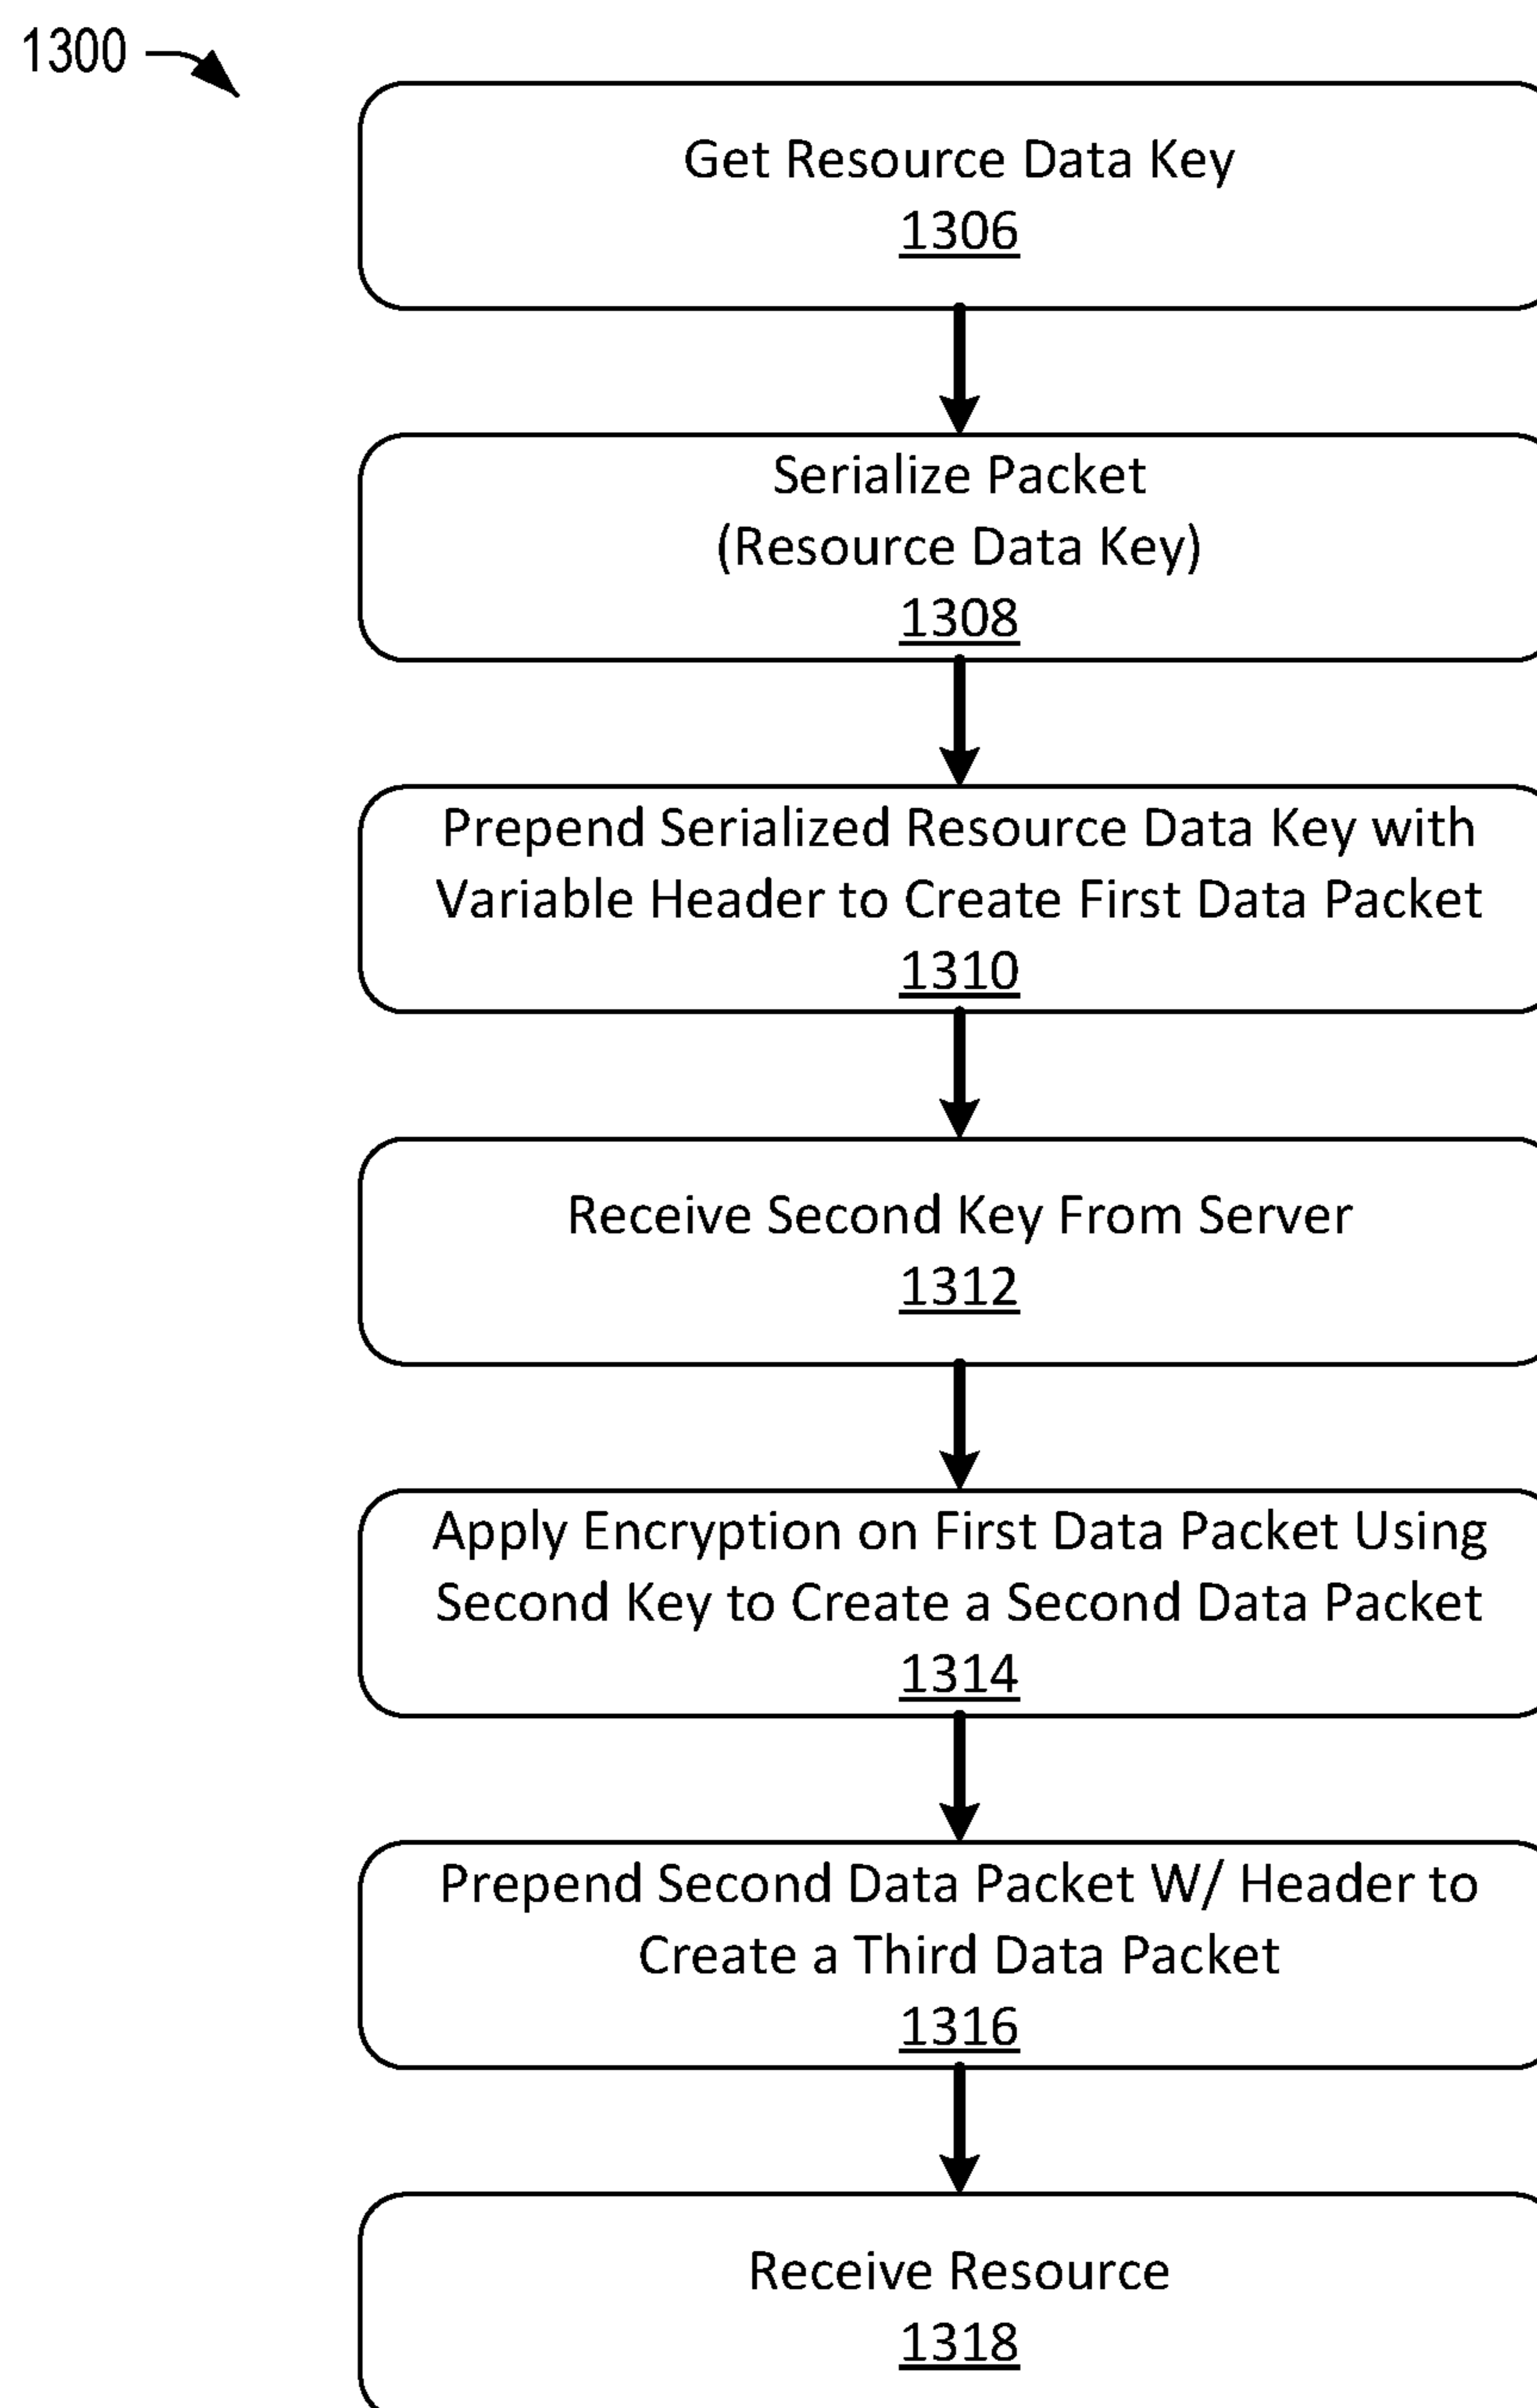 1300
Get Resource Data Key
1306
Serialize Packet
(Resource Data Key)
1308
Prepend Serialized Resource Data Key with
Variable Header to Create First Data Packet
1310
Receive Second Key From Server
1312
Apply Encryption on First Data Packet Using
Second Key to Create a Second Data Packet
1314
Prepend Second Data Packet W/ Header to
Create a Third Data Packet
1316
Receive Resource
1318